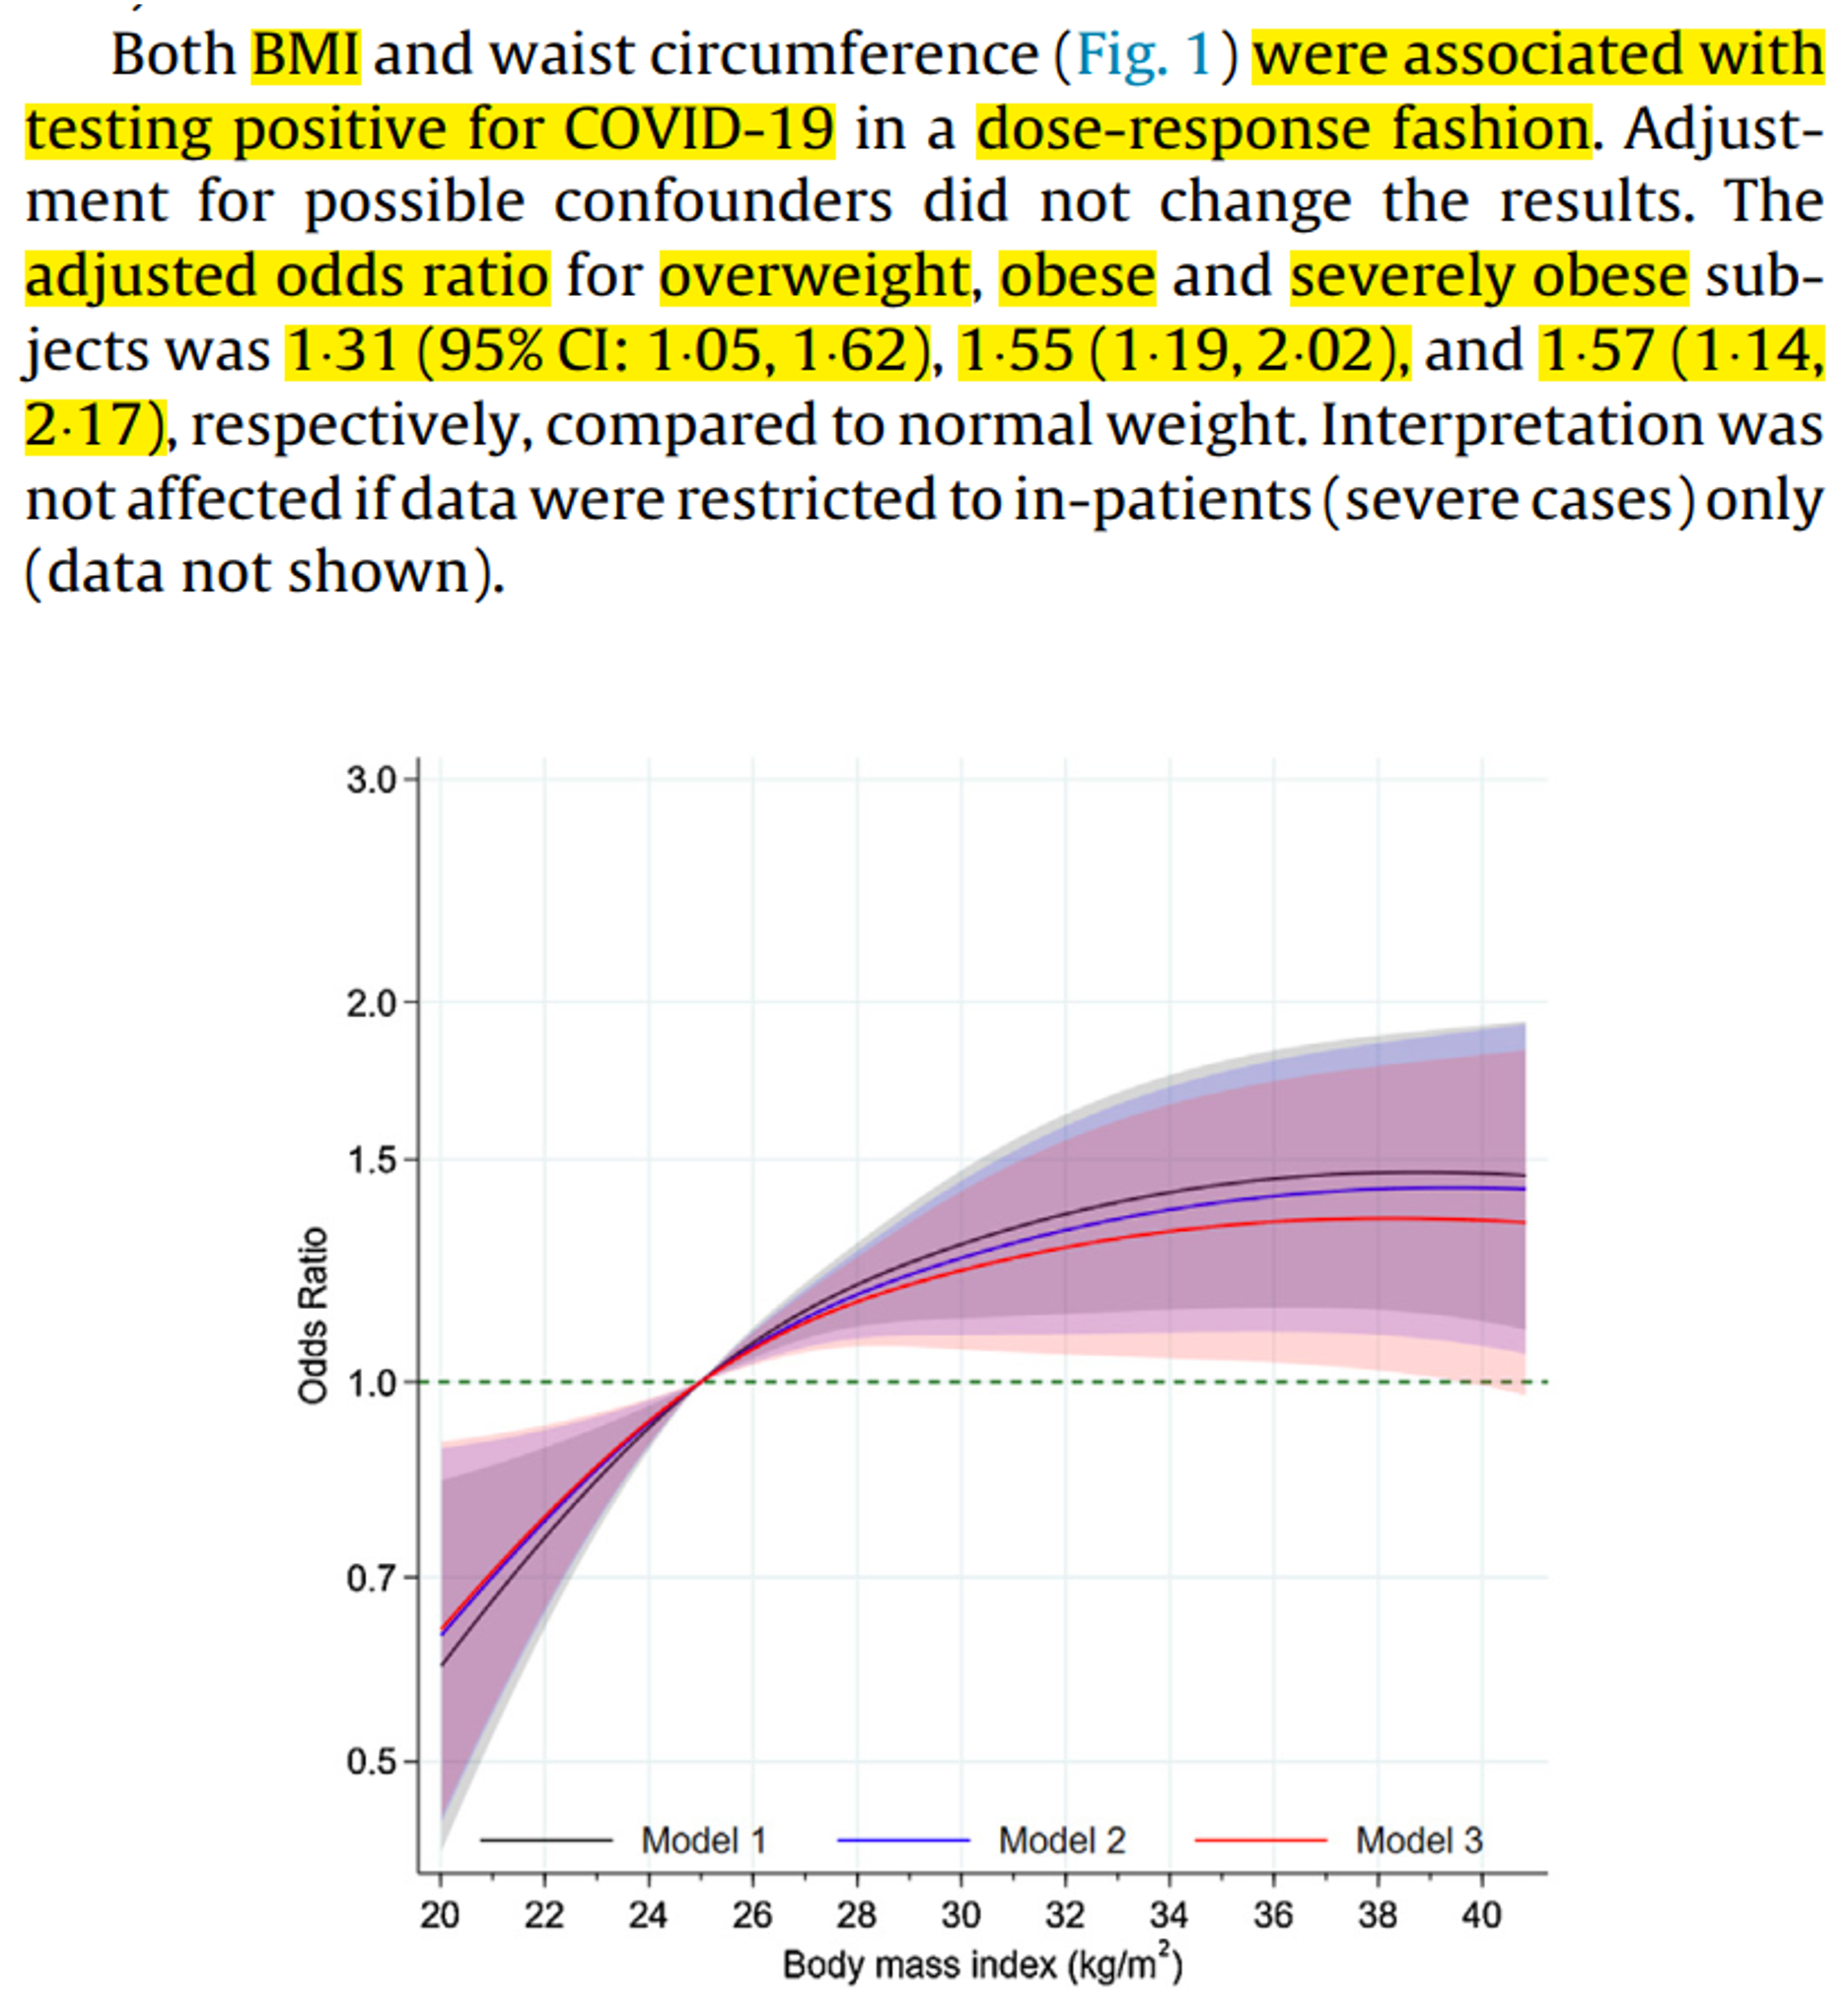 Both BMI and waist circumference (Fig. 1) were associated with
testing positive for COVID-19 in a dose-response fashion. Adjust-
ment for possible confounders did not change the results. The
adjusted odds ratio for overweight, obese and severely obese sub-
jects was 1·31 (95% CI: 1·05, 1·62), 1·55 (1·19, 2·02), and 1·57 (1·14,
2·17), respectively, compared to normal weight. Interpretation was
not affected if data were restricted to in-patients (severe cases) only
(data not shown).
3.0
2.0
1.5
1.0
0.7
0.5
Odds Ratio
Model 1 Model 2 Model 3
20 22 24 26 28 30 32 34 36 38 40
Body mass index (kg/m²)